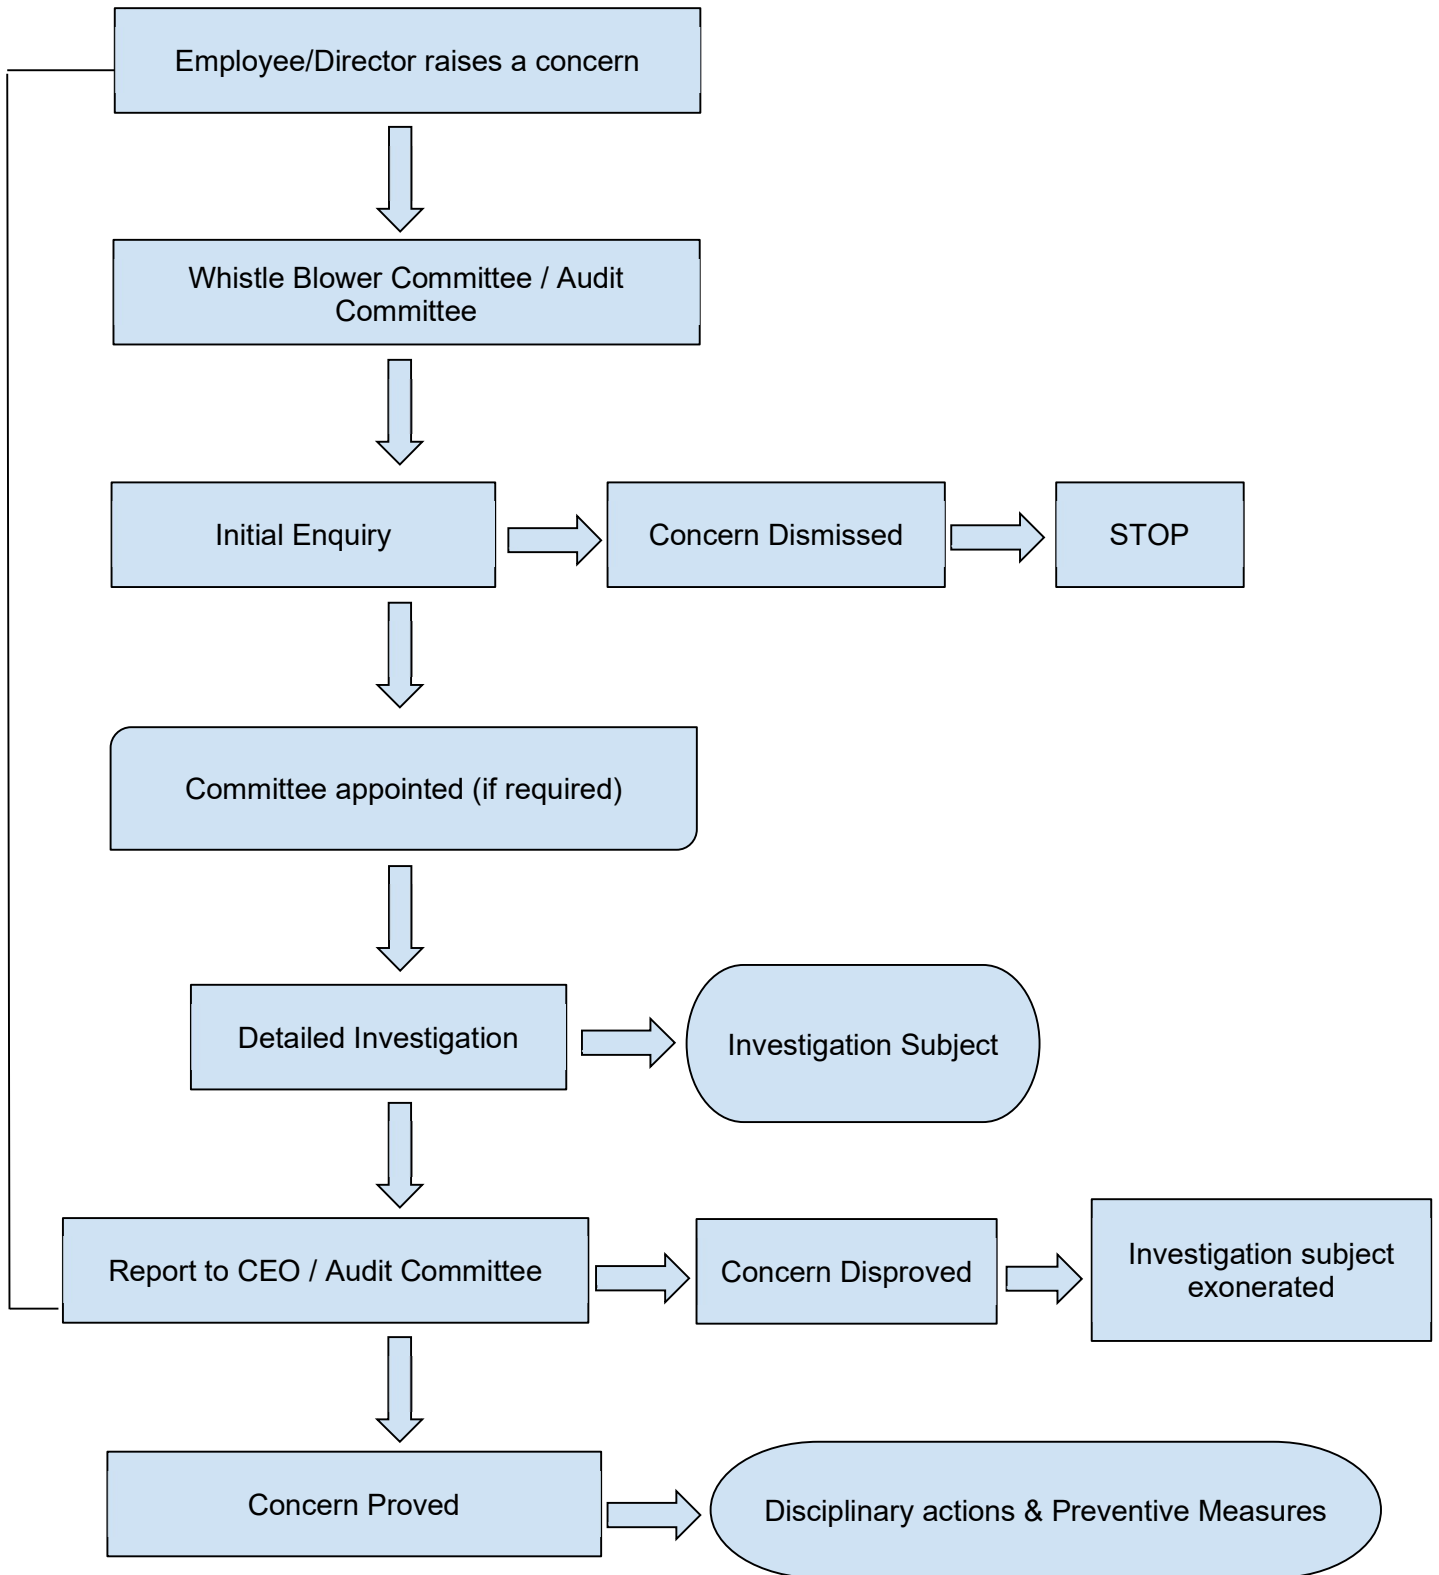 Employee/Director raises a concern
Whistle Blower Committee / Audit
Committee
Initial Enquiry
Concern Dismissed
STOP
Committee appointed (if required)
Detailed Investigation
Investigation Subject
Report to CEO / Audit Committee
Concern Disproved
Investigation subject
exonerated
Concern Proved
Disciplinary actions & Preventive Measures